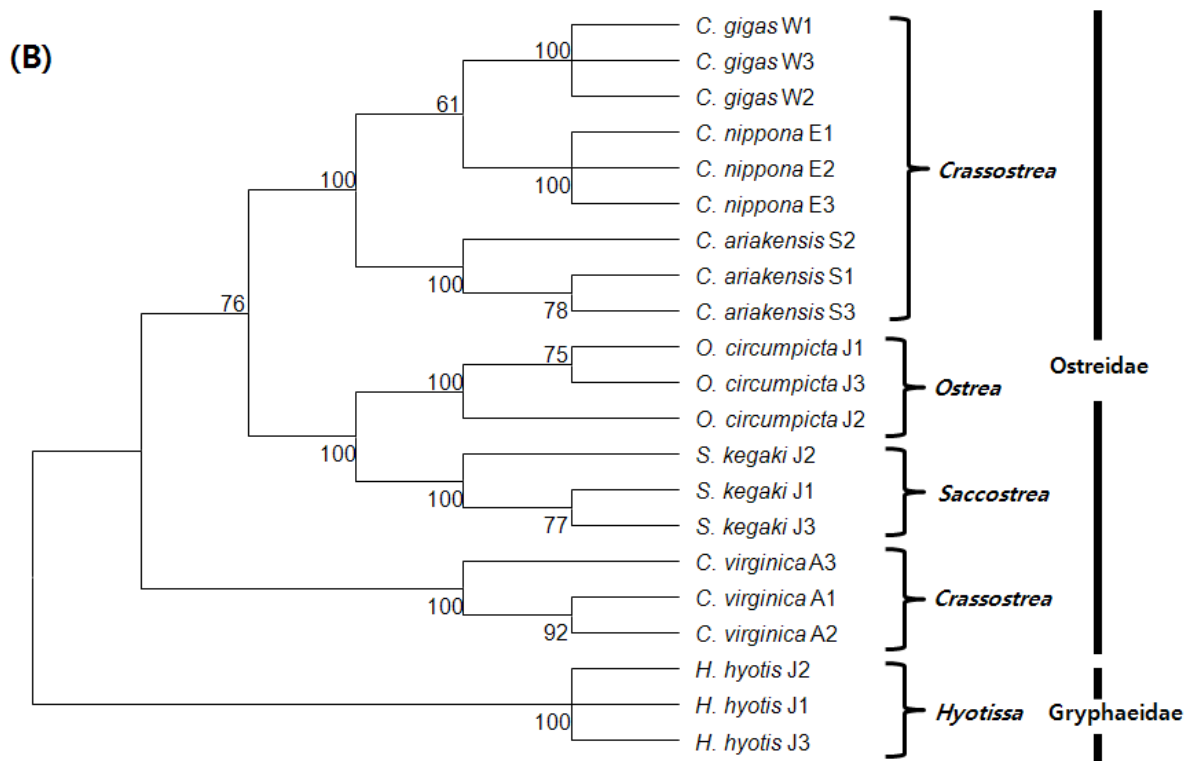 (B)
C. gigas W1
C. gigas W3
C. gigas W2
C. nippona E1
C. nippona E2
C. nippona E3
C. ariakensis S2
C. ariakensis S1
C. ariakensis S3
O. circumpicta J1
O. circumpicta J3
O. circumpicta J2
S. kegaki J2
S. kegaki J1
S. kegaki J3
C. virginica A3
C. virginica A1
C. virginica A2
H. hyotis J2
H. hyotis J1
H. hyotis J3
100
61
100
100
100
78
76
75
100
100
100
77
100
92
100
Crassostrea
Ostrea
Saccostrea
Crassostrea
Hyotissa
Ostreidae
Gryphaeidae